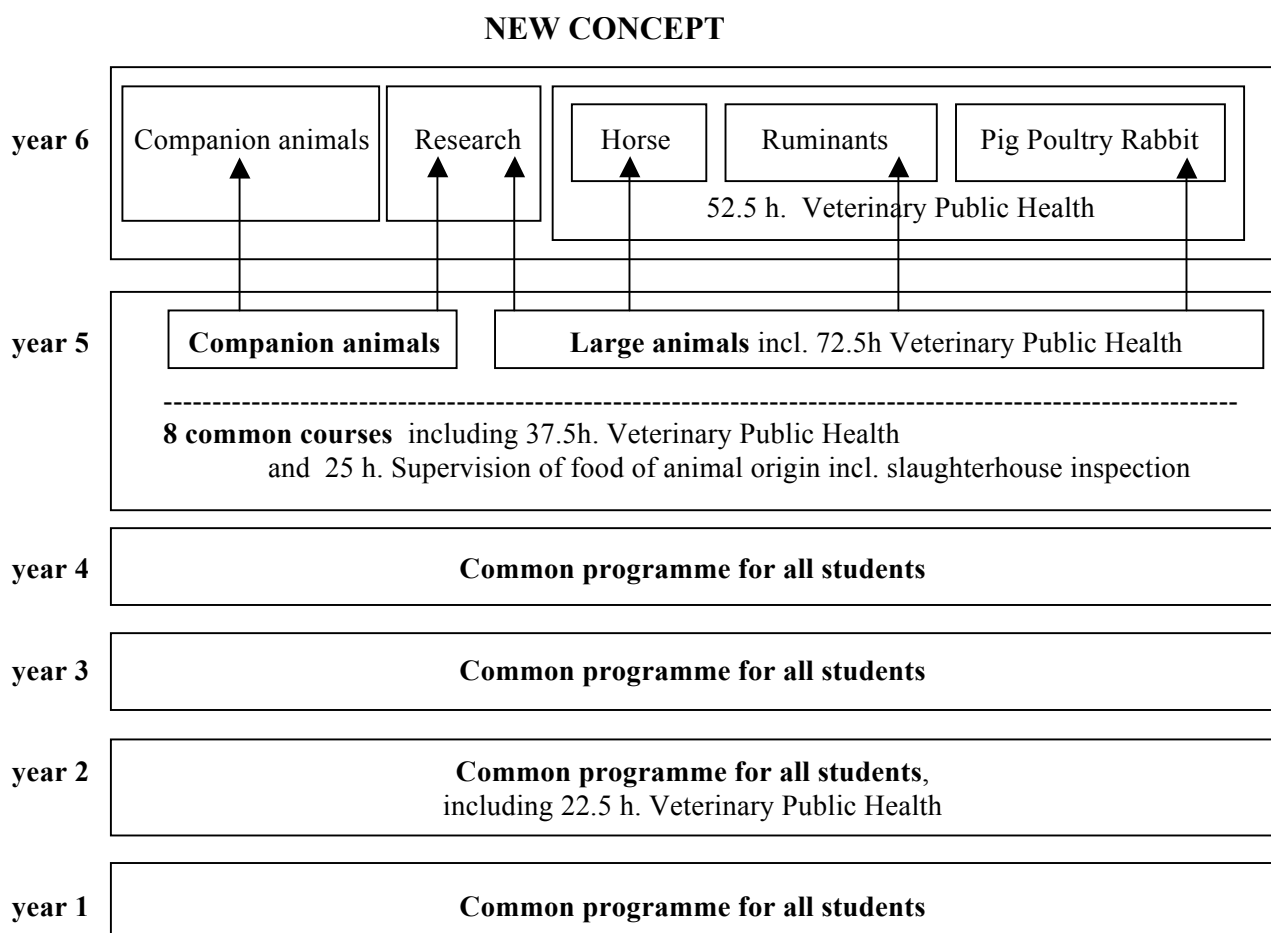 NEW CONCEPT
year 6
Companion animals
Research
Horse
Ruminants
Pig Poultry Rabbit
52.5 h. Veterinary Public Health
year 5
Companion animals
Large animals incl. 72.5h Veterinary Public Health
8 common courses including 37.5h. Veterinary Public Health
and 25 h. Supervision of food of animal origin incl. slaughterhouse inspection
year 4
Common programme for all students
year 3
Common programme for all students
year 2
Common programme for all students,
including 22.5 h. Veterinary Public Health
year 1
Common programme for all students